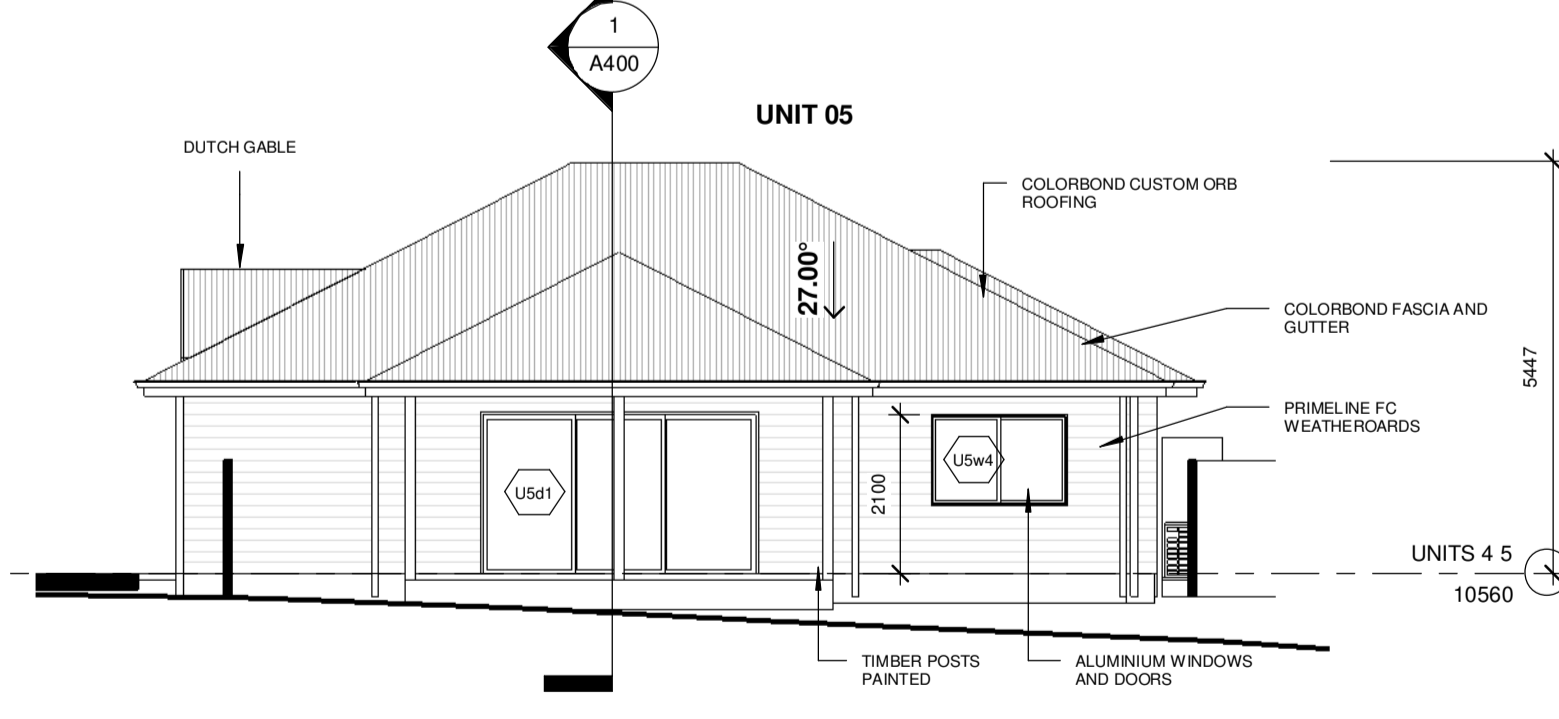 1
A400
UNIT 05
DUTCH GABLE
COLORBOND CUSTOM ORB
ROOFING
27.00°
COLORBOND FASCIA AND
GUTTER
5447
PRIMELINE FC
WEATHEROARDS
U5w4
U5d1
2100
UNITS 4 5
10560
TIMBER POSTS
PAINTED
ALUMINIUM WINDOWS
AND DOORS